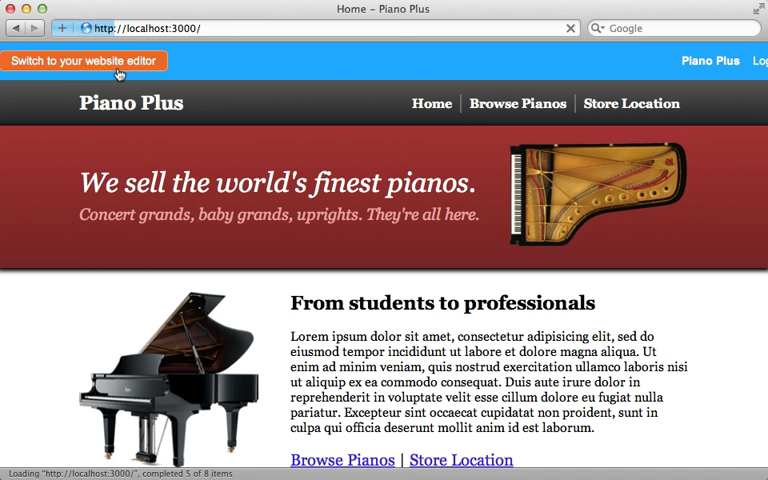 Home – Piano Plus
http://localhost:3000/
Google
Switch to your website editor
Piano Plus
Piano Plus
Home
Browse Pianos
Store Location
We sell the world's finest pianos.
Concert grands, baby grands, uprights. They're all here.
From students to professionals
Lorem ipsum dolor sit amet, consectetur adipisicing elit, sed do
eiusmod tempor incididunt ut labore et dolore magna aliqua. Ut
enim ad minim veniam, quis nostrud exercitation ullamco laboris nisi
ut aliquip ex ea commodo consequat. Duis aute irure dolor in
reprehenderit in voluptate velit esse cillum dolore eu fugiat nulla
pariatur. Excepteur sint occaecat cupidatat non proident, sunt in
culpa qui officia deserunt mollit anim id est laborum.
Browse Pianos | Store Location
Loading "http://localhost:3000/", completed 5 of 8 items